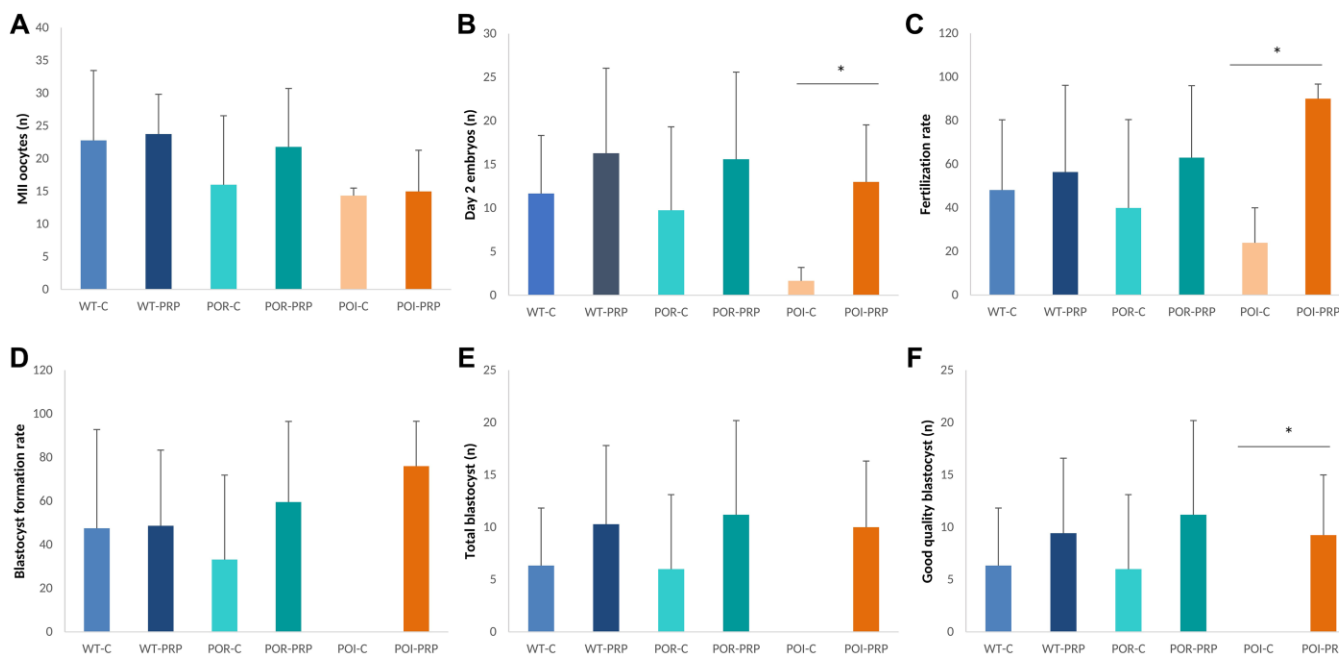 A
MII oocytes (n)
40
35
30
25
20
15
10
5
0
WT-C WT-PRP POR-C POR-PRP POI-C POI-PRP
B
Day 2 embryos (n)
30
25
20
15
10
5
0
*
WT-C WT-PRP POR-C POR-PRP POI-C POI-PRP
C
Fertilization rate
120
100
80
60
40
20
0
*
WT-C WT-PRP POR-C POR-PRP POI-C POI-PRP
D
Blastocyst formation rate
120
100
80
60
40
20
0
WT-C WT-PRP POR-C POR-PRP POI-C POI-PRP
E
Total blastocyst (n)
25
20
15
10
5
0
WT-C WT-PRP POR-C POR-PRP POI-C POI-PRP
F
Good quality blastocyst (n)
25
20
15
10
5
0
*
WT-C WT-PRP POR-C POR-PRP POI-C POI-PR